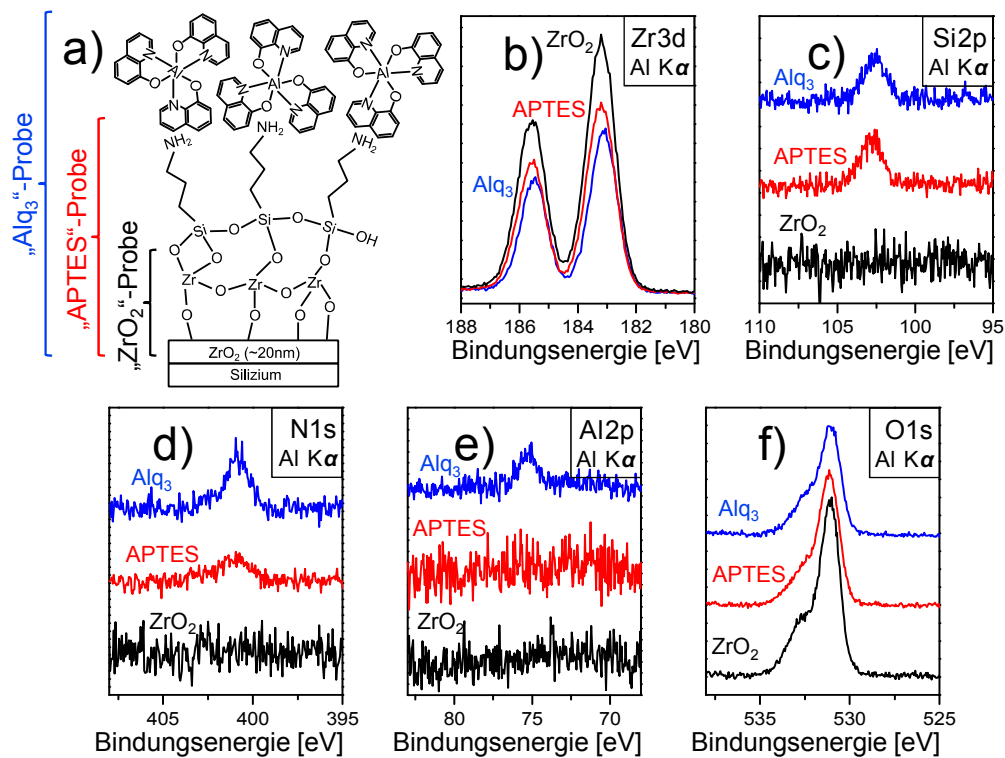 a)
„Alq3“-Probe
„APTES“-Probe
„ZrO2“-Probe
O
N
Al
N
O
N
O
O
N
Al
N
O
N
O
O
N
Al
N
O
N
O
NH2
NH2
NH2
Si
O
Si
O
Si
OH
O
O
O
O
Zr
O
Zr
O
Zr
O
O
O
O
ZrO2 (~20nm)
Silizium
b)
Zr3d
Al Kα
ZrO2
APTES
Alq3
188 186 184 182 180
Bindungsenergie [eV]
c)
Si2p
Al Kα
Alq3
APTES
ZrO2
110 105 100 95
Bindungsenergie [eV]
d)
N1s
Al Kα
Alq3
APTES
ZrO2
405 400 395
Bindungsenergie [eV]
e)
Al2p
Al Kα
Alq3
APTES
ZrO2
80 75 70
Bindungsenergie [eV]
f)
O1s
Al Kα
Alq3
APTES
ZrO2
535 530 525
Bindungsenergie [eV]